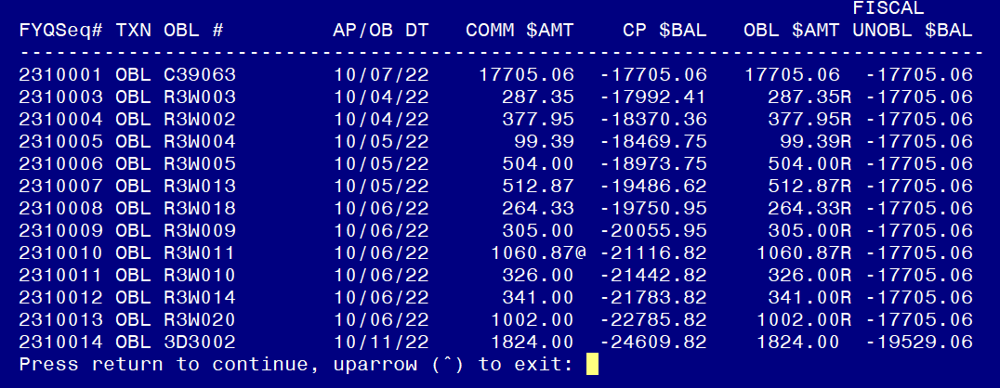 FISCAL
FYQSeq# TXN OBL # AP/OB DT COMM $AMT CP $BAL OBL $AMT UNOBL $BAL
--------------------------------------------------------------------------------
2310001 OBL C39063 10/07/22 17705.06 -17705.06 17705.06 -17705.06
2310003 OBL R3W003 10/04/22 287.35 -17992.41 287.35R -17705.06
2310004 OBL R3W002 10/04/22 377.95 -18370.36 377.95R -17705.06
2310005 OBL R3W004 10/05/22 99.39 -18469.75 99.39R -17705.06
2310006 OBL R3W005 10/05/22 504.00 -18973.75 504.00R -17705.06
2310007 OBL R3W013 10/05/22 512.87 -19486.62 512.87R -17705.06
2310008 OBL R3W018 10/06/22 264.33 -19750.95 264.33R -17705.06
2310009 OBL R3W009 10/06/22 305.00 -20055.95 305.00R -17705.06
2310010 OBL R3W011 10/06/22 1060.87@ -21116.82 1060.87R -17705.06
2310011 OBL R3W010 10/06/22 326.00 -21442.82 326.00R -17705.06
2310012 OBL R3W014 10/06/22 341.00 -21783.82 341.00R -17705.06
2310013 OBL R3W020 10/06/22 1002.00 -22785.82 1002.00R -17705.06
2310014 OBL 3D3002 10/11/22 1824.00 -24609.82 1824.00 -19529.06
Press return to continue, uparrow (^) to exit: